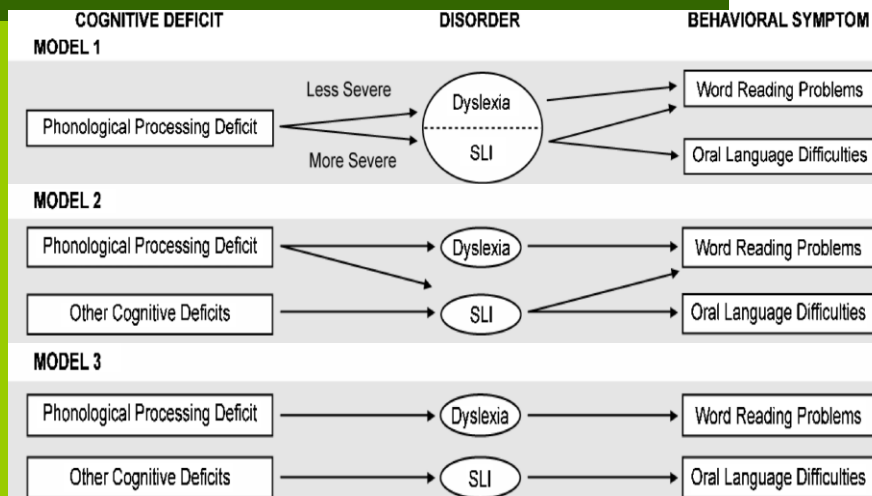 COGNITIVE DEFICIT DISORDER BEHAVIORAL SYMPTOM
MODEL 1
Less Severe
Phonological Processing Deficit
More Severe
Dyslexia
SLI
Word Reading Problems
Oral Language Difficulties
MODEL 2
Phonological Processing Deficit Dyslexia Word Reading Problems
Other Cognitive Deficits SLI Oral Language Difficulties
MODEL 3
Phonological Processing Deficit Dyslexia Word Reading Problems
Other Cognitive Deficits SLI Oral Language Difficulties